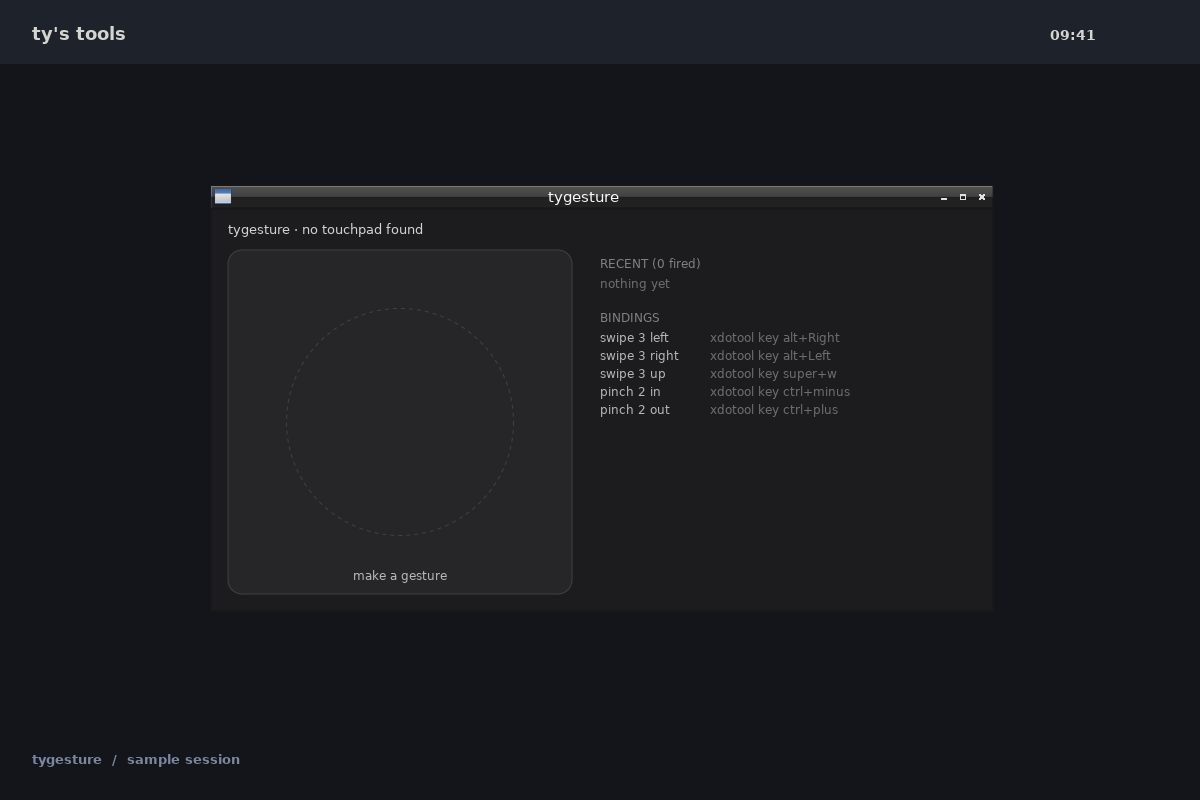 ty's tools
09:41
tygesture
tygesture · no touchpad found
RECENT (0 fired)
nothing yet
BINDINGS
swipe 3 left xdotool key alt+Right
swipe 3 right xdotool key alt+Left
swipe 3 up xdotool key super+w
pinch 2 in xdotool key ctrl+minus
pinch 2 out xdotool key ctrl+plus
make a gesture
tygesture / sample session